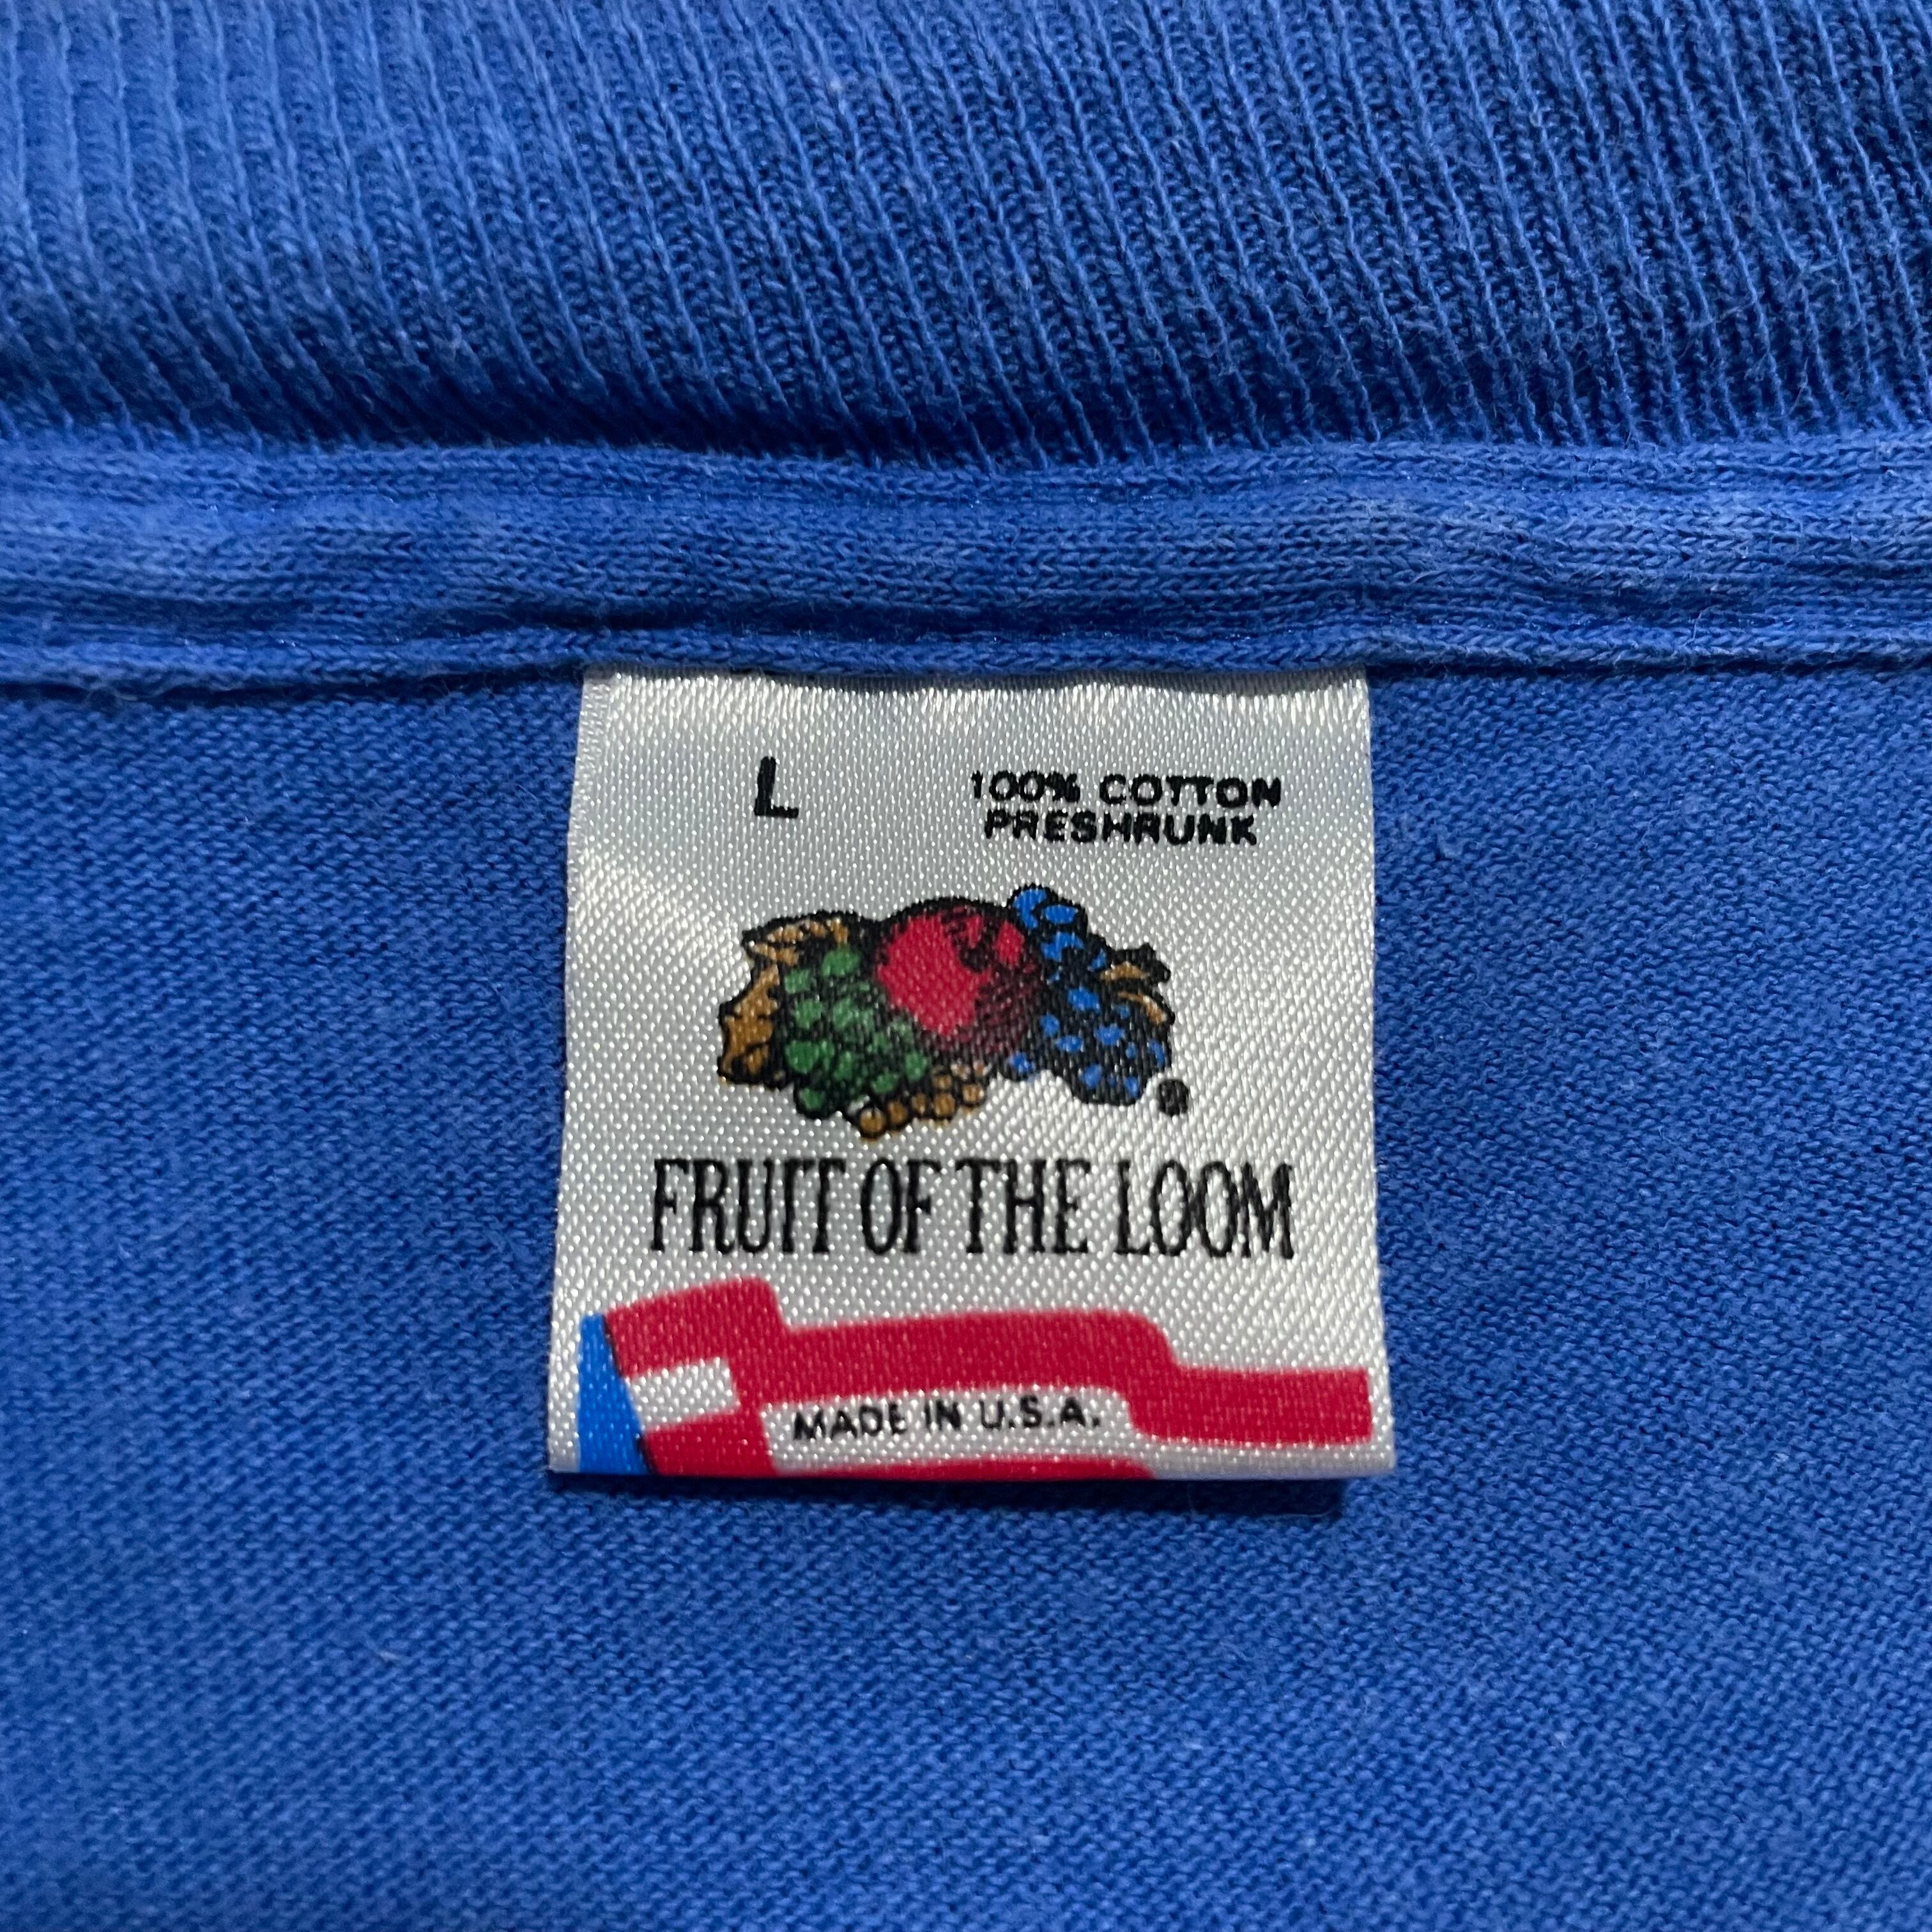 L
100% COTTON
PRESHRUNK
FRUIT OF THE LOOM
MADE IN U.S.A.